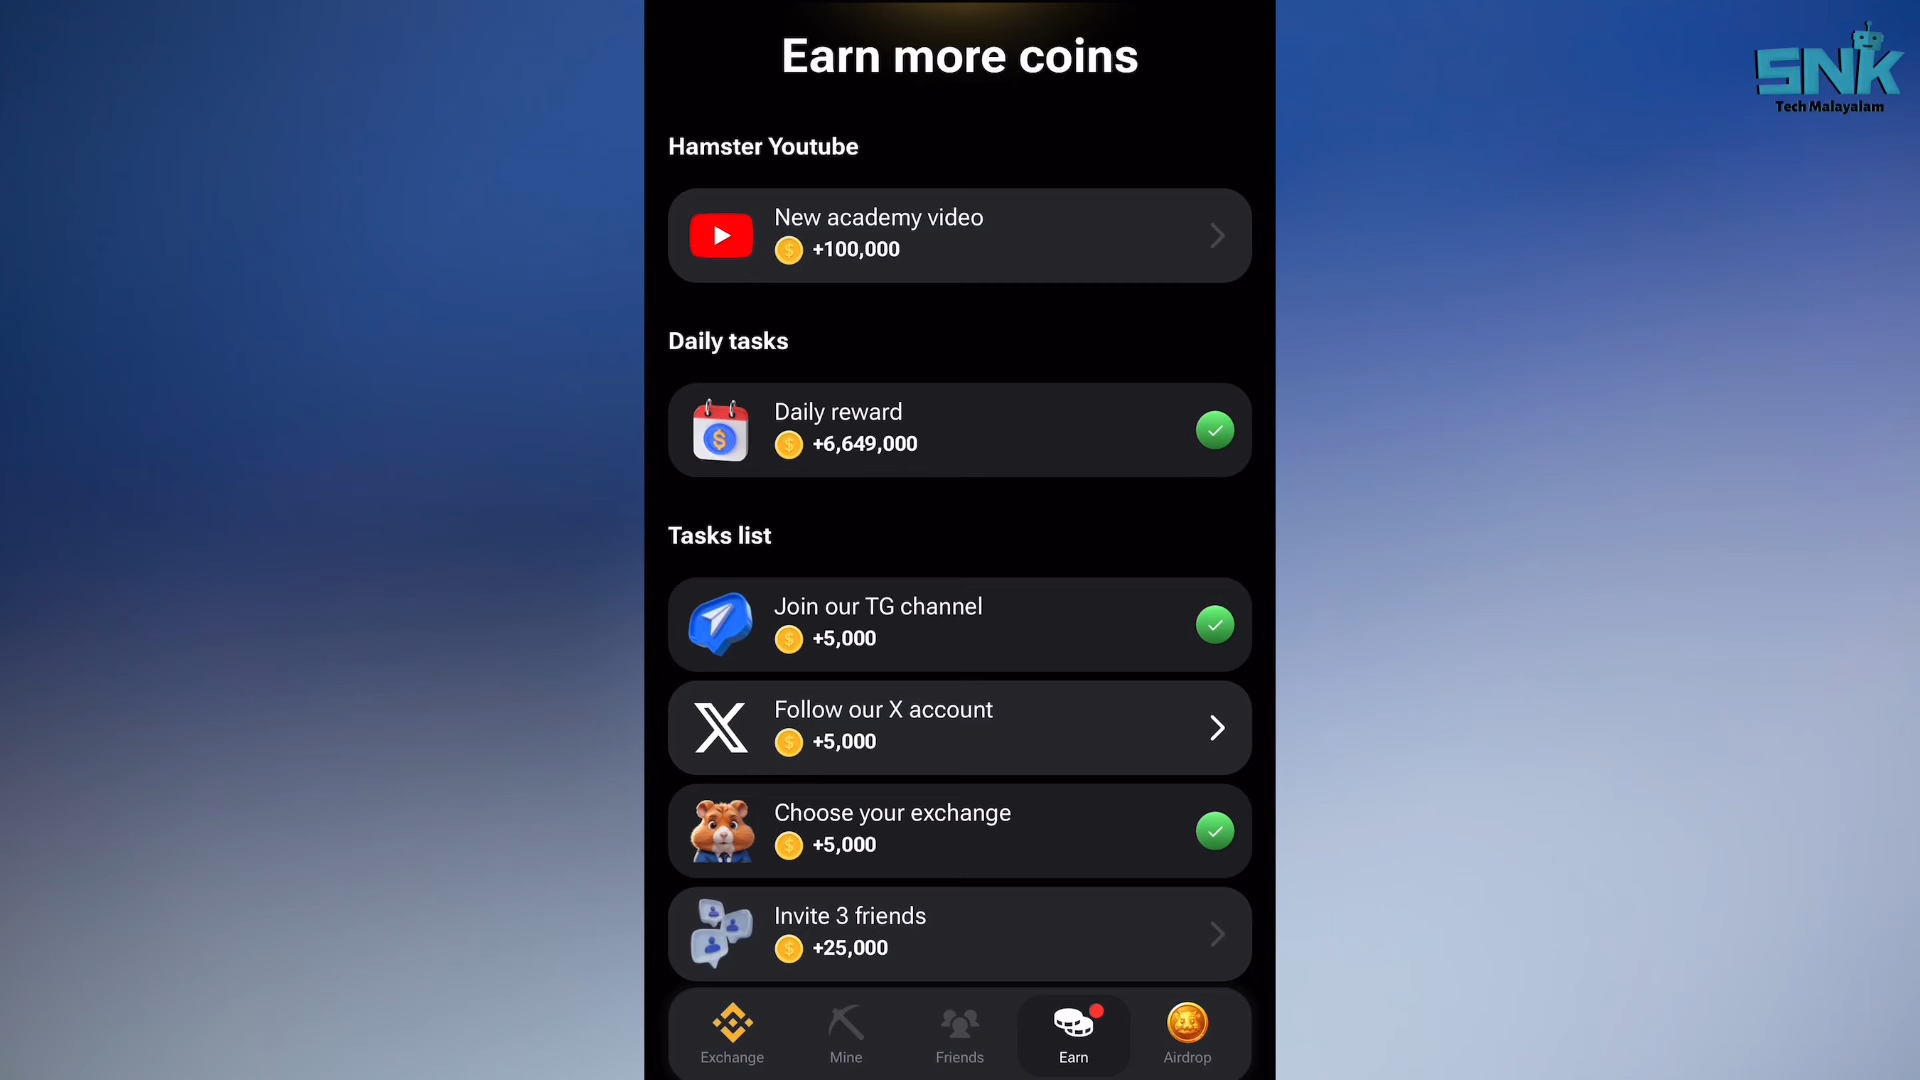 Earn more coins
SNK
Tech Malayalam
Hamster Youtube
New academy video
+100,000
Daily tasks
Daily reward
+6,649,000
Tasks list
Join our TG channel
+5,000
Follow our X account
+5,000
Choose your exchange
+5,000
Invite 3 friends
+25,000
Exchange
Mine
Friends
Earn
Airdrop